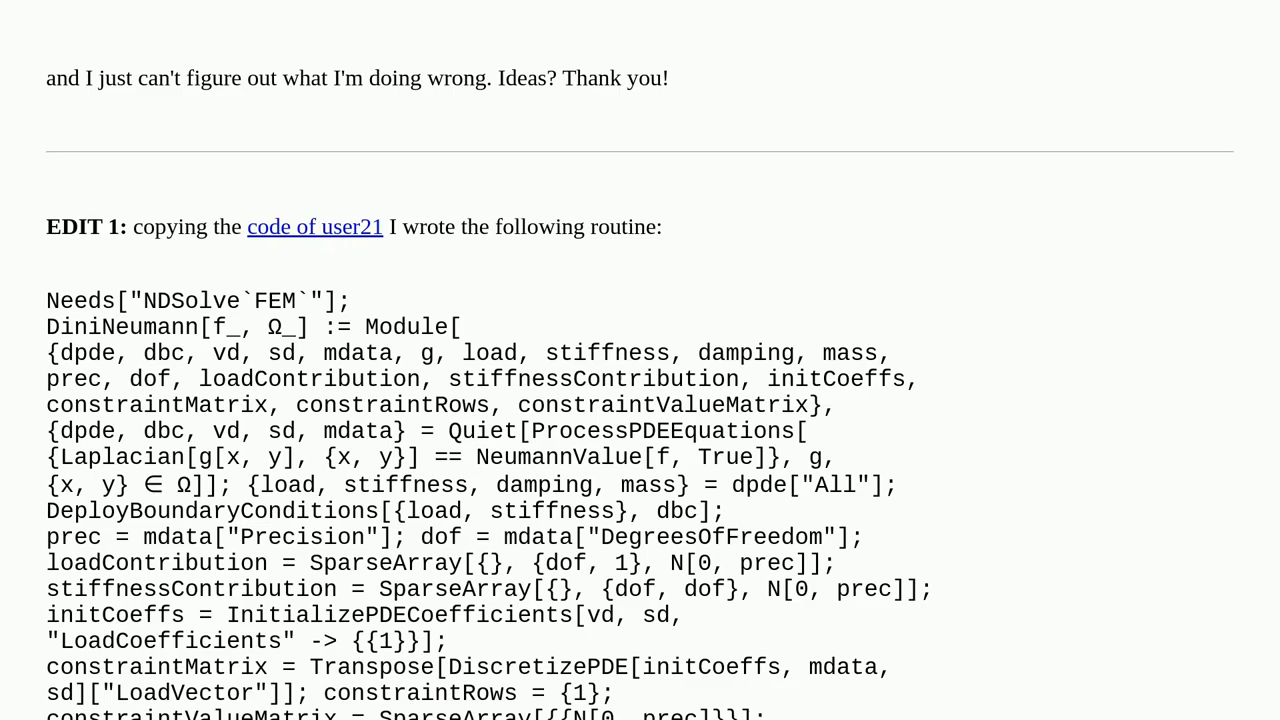 and I just can't figure out what I'm doing wrong. Ideas? Thank you!
EDIT 1: copying the code of user21 I wrote the following routine:
Needs["NDSolve`FEM`"];
DiniNeumann[f_, Ω_] := Module[
{dpde, dbc, vd, sd, mdata, g, load, stiffness, damping, mass,
prec, dof, loadContribution, stiffnessContribution, initCoeffs,
constraintMatrix, constraintRows, constraintValueMatrix},
{dpde, dbc, vd, sd, mdata} = Quiet[ProcessPDEEquations[
{Laplacian[g[x, y], {x, y}] == NeumannValue[f, True]}, g,
{x, y} ∈ Ω]]; {load, stiffness, damping, mass} = dpde["All"];
DeployBoundaryConditions[{load, stiffness}, dbc];
prec = mdata["Precision"]; dof = mdata["DegreesOfFreedom"];
loadContribution = SparseArray[{}, {dof, 1}, N[0, prec]];
stiffnessContribution = SparseArray[{}, {dof, dof}, N[0, prec]];
initCoeffs = InitializePDECoefficients[vd, sd,
"LoadCoefficients" -> {{1}}];
constraintMatrix = Transpose[DiscretizePDE[initCoeffs, mdata,
sd]["LoadVector"]]; constraintRows = {1};
constraintValueMatrix = SparseArray[{{N[0, prec]}}];